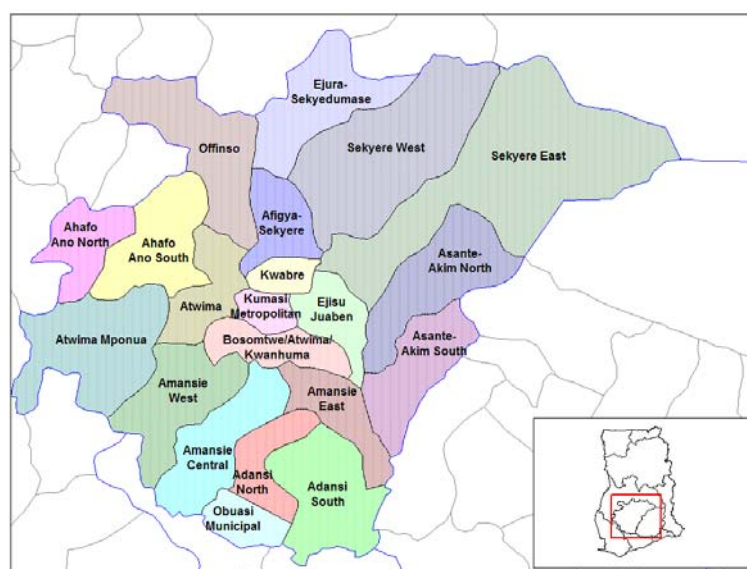 Ejura-
Sekyedumase
Offinso
Sekyere West
Sekyere East
Afigya-
Sekyere
Ahafo
Ano North
Ahafo
Ano South
Asante-
Akim North
Kwabre
Atwima
Kumasi
Metropolitan
Ejisu
Juaben
Atwima Mponua
Bosomtwe/Atwima/
Kwanhuma
Asante-
Akim South
Amansie
West
Amansie
East
Amansie
Central
Adansi
North
Adansi
South
Obuasi
Municipal